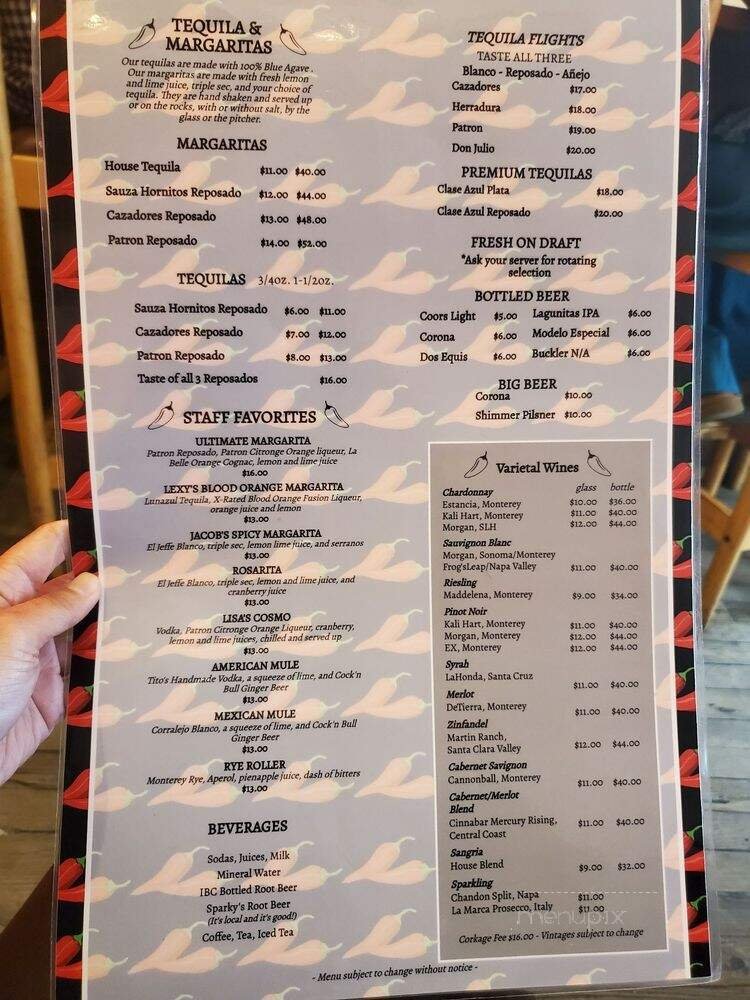 TEQUILA &
MARGARITAS
Our tequilas are made with 100% Blue Agave.
Our margaritas are made with fresh lemon
and lime juice, triple sec, and your choice of
tequila. They are hand shaken and served up
or on the rocks, with or without salt, by the
glass or the pitcher.
MARGARITAS
House Tequila $11.00 $40.00
Sauza Hornitos Reposado $12.00 $44.00
Cazadores Reposado $13.00 $48.00
Patron Reposado $14.00 $52.00
TEQUILAS 3/4oz. 1-1/2oz.
Sauza Hornitos Reposado $6.00 $11.00
Cazadores Reposado $7.00 $12.00
Patron Reposado $8.00 $13.00
Taste of all 3 Reposados $16.00
STAFF FAVORITES
ULTIMATE MARGARITA
Patron Reposado, Patron Citronge Orange liqueur, La
Belle Orange Cognac, lemon and lime juice
$16.00
LEXY'S BLOOD ORANGE MARGARITA
Lunazul Tequila, X-Rated Blood Orange Fusion Liqueur,
orange juice and lemon
$13.00
JACOB'S SPICY MARGARITA
El Jeffe Blanco, triple sec, lemon lime juice, and serranos
$13.00
ROSARITA
El Jeffe Blanco, triple sec, lemon and lime juice, and
cranberry juice
$13.00
LISA'S COSMO
Vodka, Patron Citronge Orange Liqueur, cranberry,
lemon and lime juices, chilled and served up
$13.00
AMERICAN MULE
Tito's Handmade Vodka, a squeeze of lime, and Cock'n
Bull Ginger Beer
$13.00
MEXICAN MULE
Corralejo Blanco, a squeeze of lime, and Cock'n Bull
Ginger Beer
$13.00
RYE ROLLER
Monterey Rye, Aperol, pienapple juice, dash of bitters
$13.00
BEVERAGES
Sodas, Juices, Milk
Mineral Water
IBC Bottled Root Beer
Sparky's Root Beer
(It's local and it's good!)
Coffee, Tea, Iced Tea
TEQUILA FLIGHTS
TASTE ALL THREE
Blanco - Reposado - Añejo
Cazadores $17.00
Herradura $18.00
Patron $19.00
Don Julio $20.00
PREMIUM TEQUILAS
Clase Azul Plata $18.00
Clase Azul Reposado $20.00
FRESH ON DRAFT
*Ask your server for rotating
selection
BOTTLED BEER
Coors Light $5.00 Lagunitas IPA $6.00
Corona $6.00 Modelo Especial $6.00
Dos Equis $6.00 Buckler N/A $6.00
BIG BEER
Corona $10.00
Shimmer Pilsner $10.00
Varietal Wines
Chardonnay glass bottle
Estancia, Monterey $10.00 $36.00
Kali Hart, Monterey $11.00 $40.00
Morgan, SLH $12.00 $44.00
Sauvignon Blanc
Morgan, Sonoma/Monterey
Frog'sLeap/Napa Valley $11.00 $40.00
Riesling
Maddelena, Monterey $9.00 $34.00
Pinot Noir
Kali Hart, Monterey $11.00 $40.00
Morgan, Monterey $12.00 $44.00
EX, Monterey $12.00 $44.00
Syrah
LaHonda, Santa Cruz
$11.00 $40.00
Merlot
DeTierra, Monterey $11.00 $40.00
Zinfandel
Martin Ranch,
Santa Clara Valley $12.00 $44.00
Cabernet Savignon
Cannonball, Monterey $11.00 $40.00
Cabernet/Merlot
Blend
Cinnabar Mercury Rising, $11.00 $40.00
Central Coast
Sangria
House Blend $9.00 $32.00
Sparkling
Chandon Split, Napa $11.00
La Marca Prosecco, Italy $11.00
menupix
Corkage Fee $16.00 - Vintages subject to change
- Menu subject to change without notice -